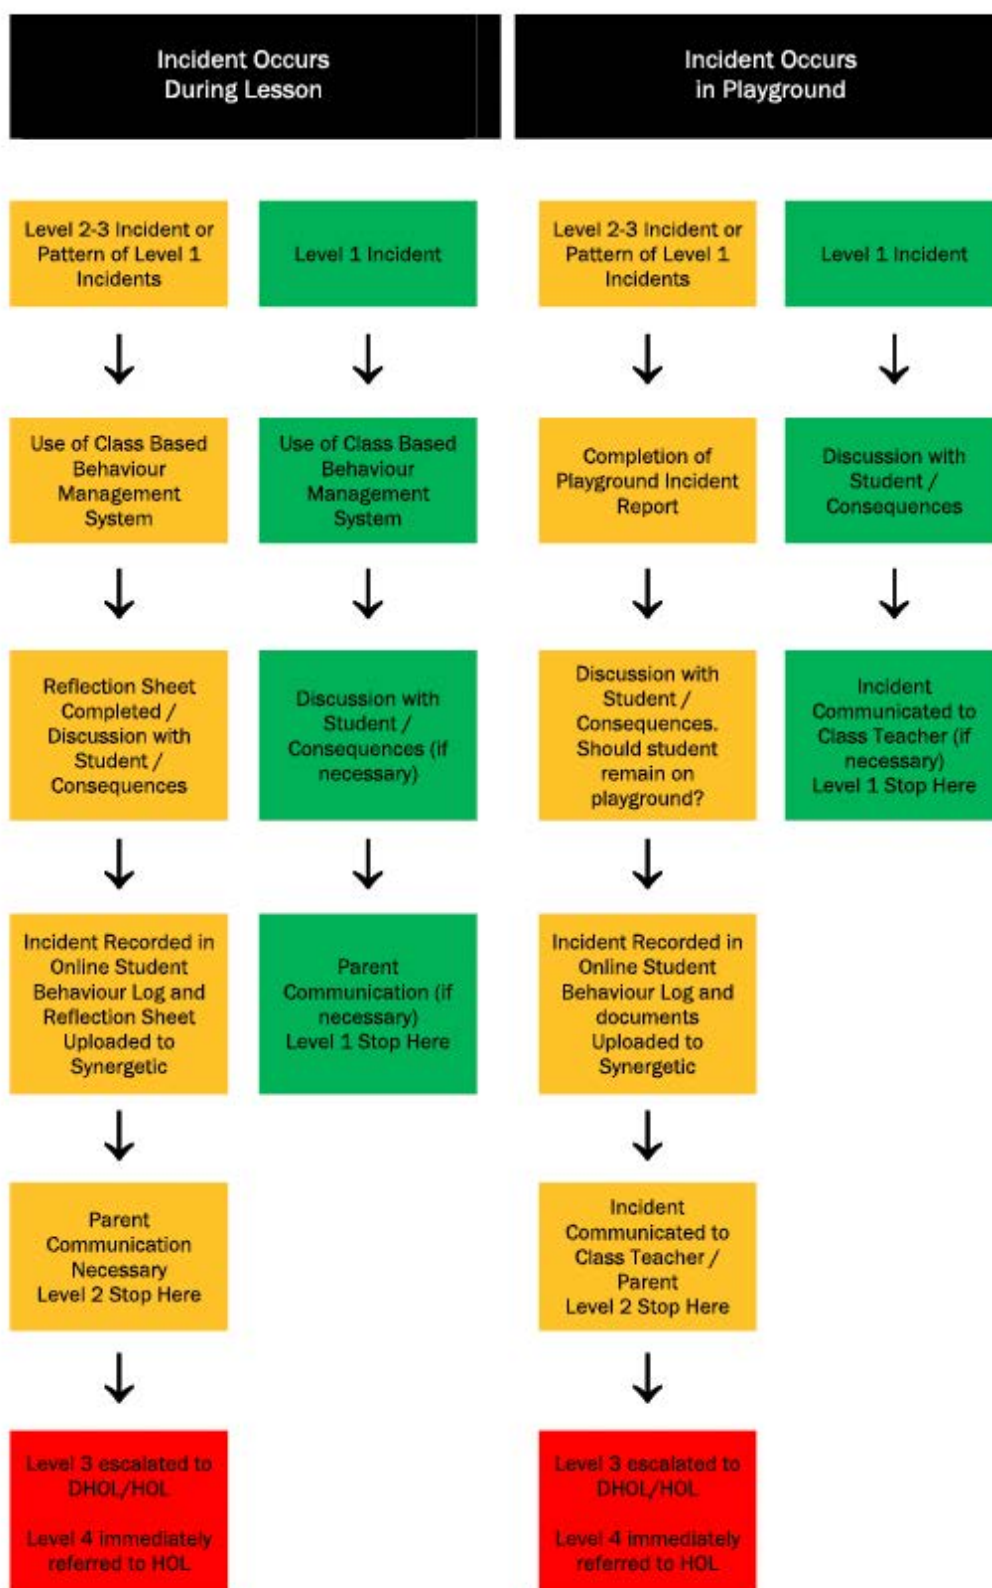 Incident Occurs
During Lesson
Incident Occurs
in Playground
Level 2-3 Incident or
Pattern of Level 1
Incidents
Level 1 Incident
Level 2-3 Incident or
Pattern of Level 1
Incidents
Level 1 Incident
Use of Class Based
Behaviour
Management
System
Use of Class Based
Behaviour
Management
System
Completion of
Playground Incident
Report
Discussion with
Student /
Consequences
Reflection Sheet
Completed /
Discussion with
Student /
Consequences
Discussion with
Student /
Consequences (if
necessary)
Discussion with
Student /
Consequences.
Should student
remain on
playground?
Incident
Communicated to
Class Teacher (if
necessary)
Level 1 Stop Here
Incident Recorded in
Online Student
Behaviour Log and
Reflection Sheet
Uploaded to
Synergetic
Parent
Communication (if
necessary)
Level 1 Stop Here
Incident Recorded in
Online Student
Behaviour Log and
documents
Uploaded to
Synergetic
Parent
Communication
Necessary
Level 2 Stop Here
Incident
Communicated to
Class Teacher /
Parent
Level 2 Stop Here
Level 3 escalated to
DHOL/HOL
Level 4 immediately
referred to HOL
Level 3 escalated to
DHOL/HOL
Level 4 immediately
referred to HOL